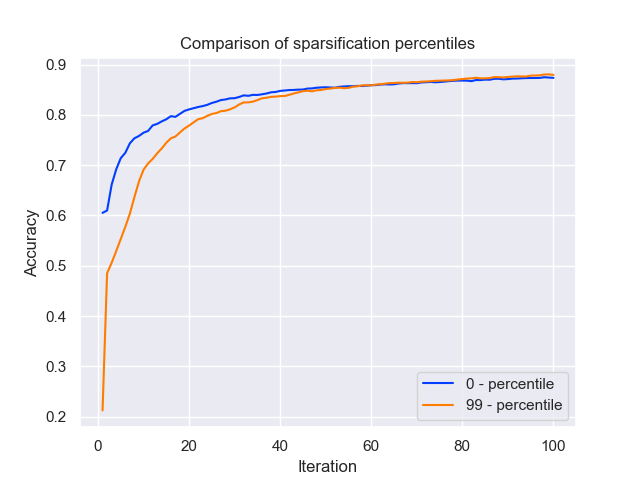 Comparison of sparsification percentiles
Accuracy
0.9
0.8
0.7
0.6
0.5
0.4
0.3
0.2
0 - percentile
99 - percentile
0 20 40 60 80 100
Iteration